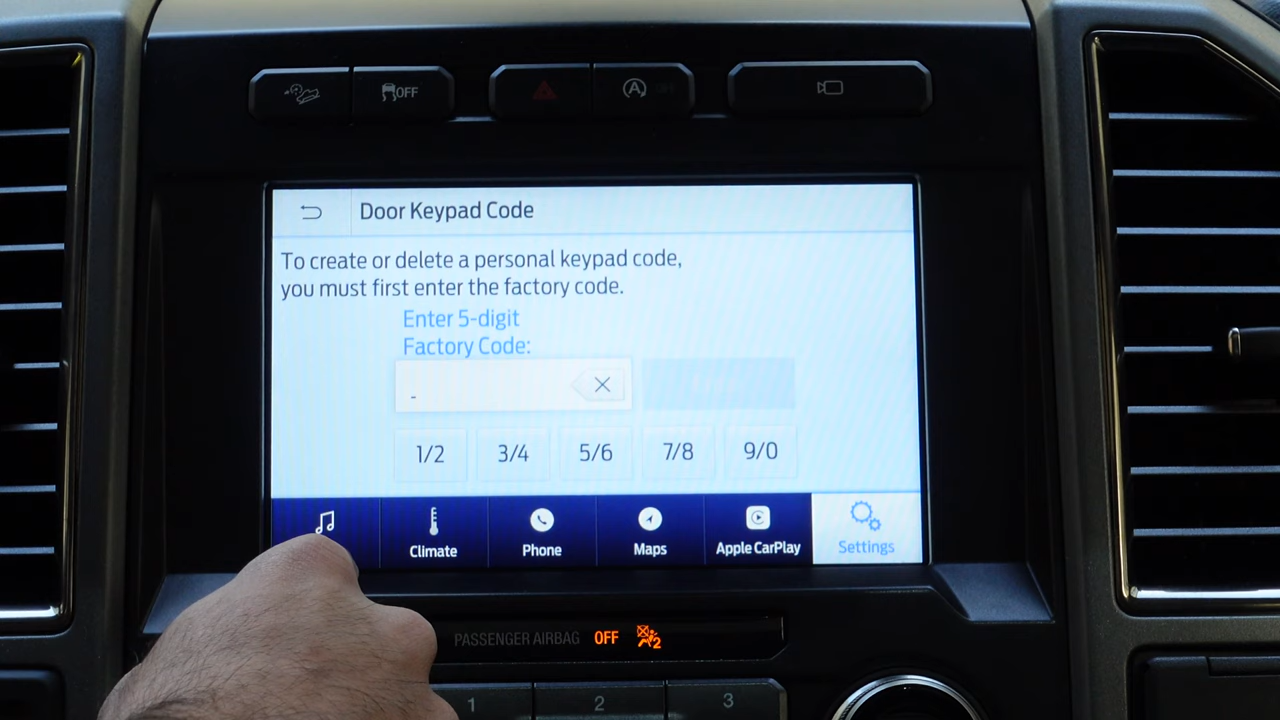 OFF
A OFF
Door Keypad Code
To create or delete a personal keypad code,
you must first enter the factory code.
Enter 5-digit
Factory Code:
-
1/2 3/4 5/6 7/8 9/0
Climate Phone Maps Apple CarPlay Settings
PASSENGER AIRBAG OFF 2
1 2 3